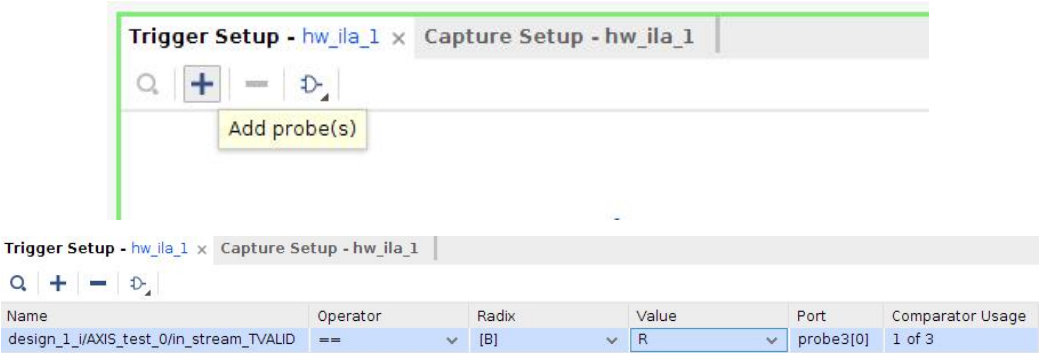 Trigger Setup - hw_ila_1 × Capture Setup - hw_ila_1
Add probe(s)
Trigger Setup - hw_ila_1 × Capture Setup - hw_ila_1
Name Operator Radix Value Port Comparator Usage
design_1_i/AXIS_test_0/in_stream_TVALID == [B] R probe3[0] 1 of 3